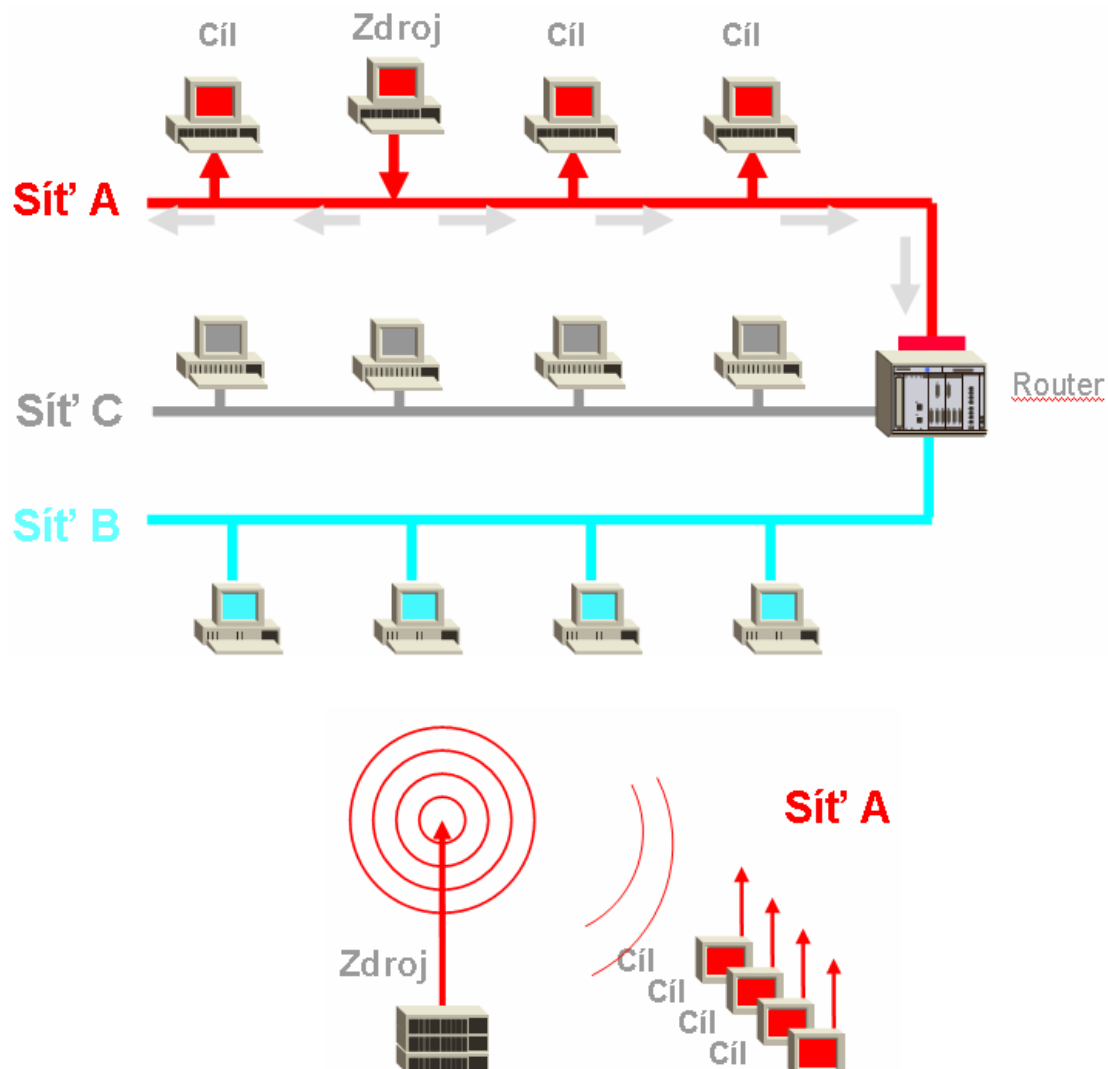 Cíl Zdroj Cíl Cíl
Síť A
Router
Síť C
Síť B
Síť A
Zdroj
Cíl
Cíl
Cíl
Cíl